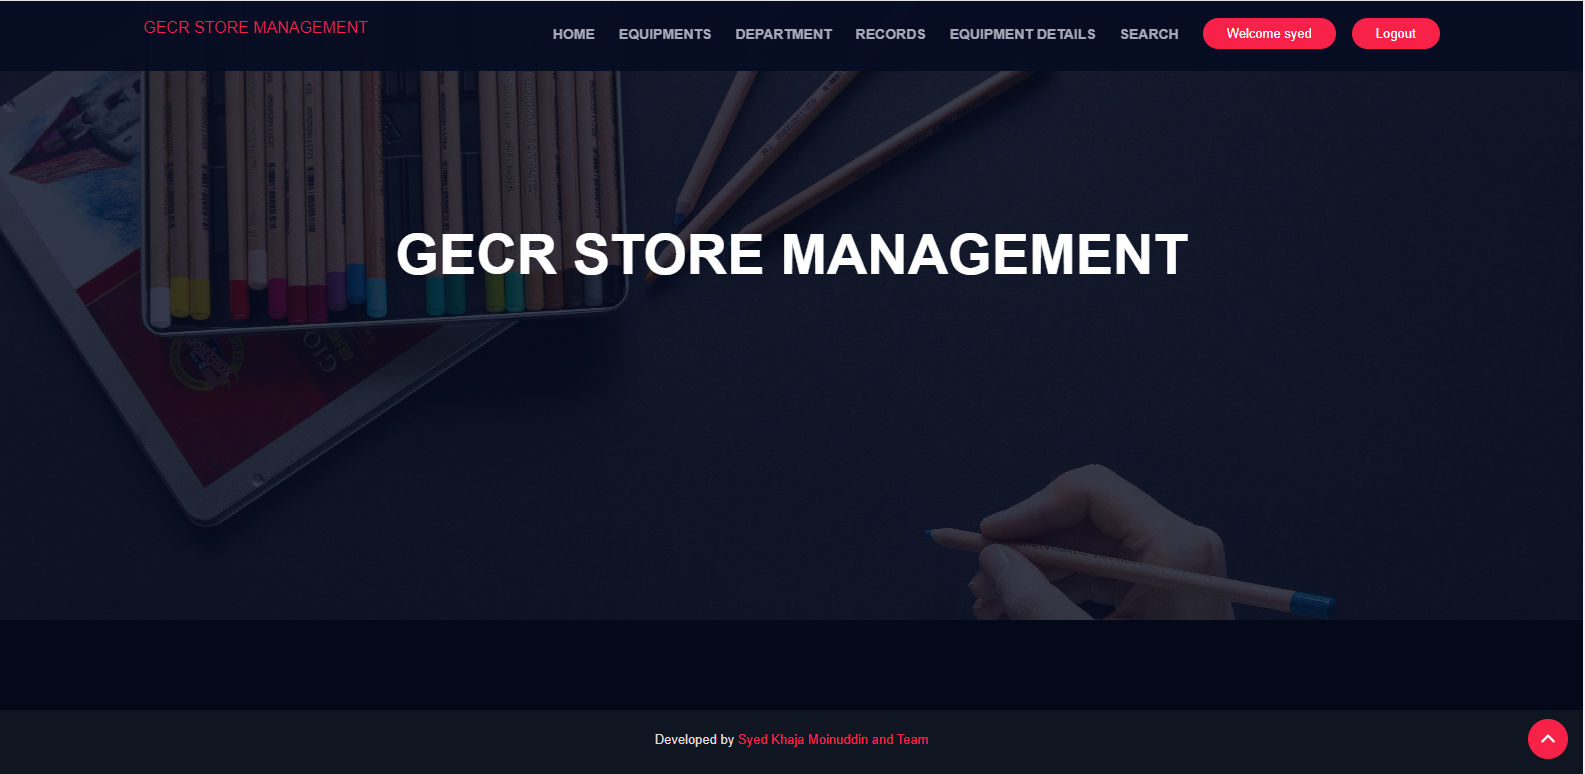 GECR STORE MANAGEMENT
HOME EQUIPMENTS DEPARTMENT RECORDS EQUIPMENT DETAILS SEARCH Welcome syed Logout
GECR STORE MANAGEMENT
GIO
Developed by Syed Khaja Moinuddin and Team